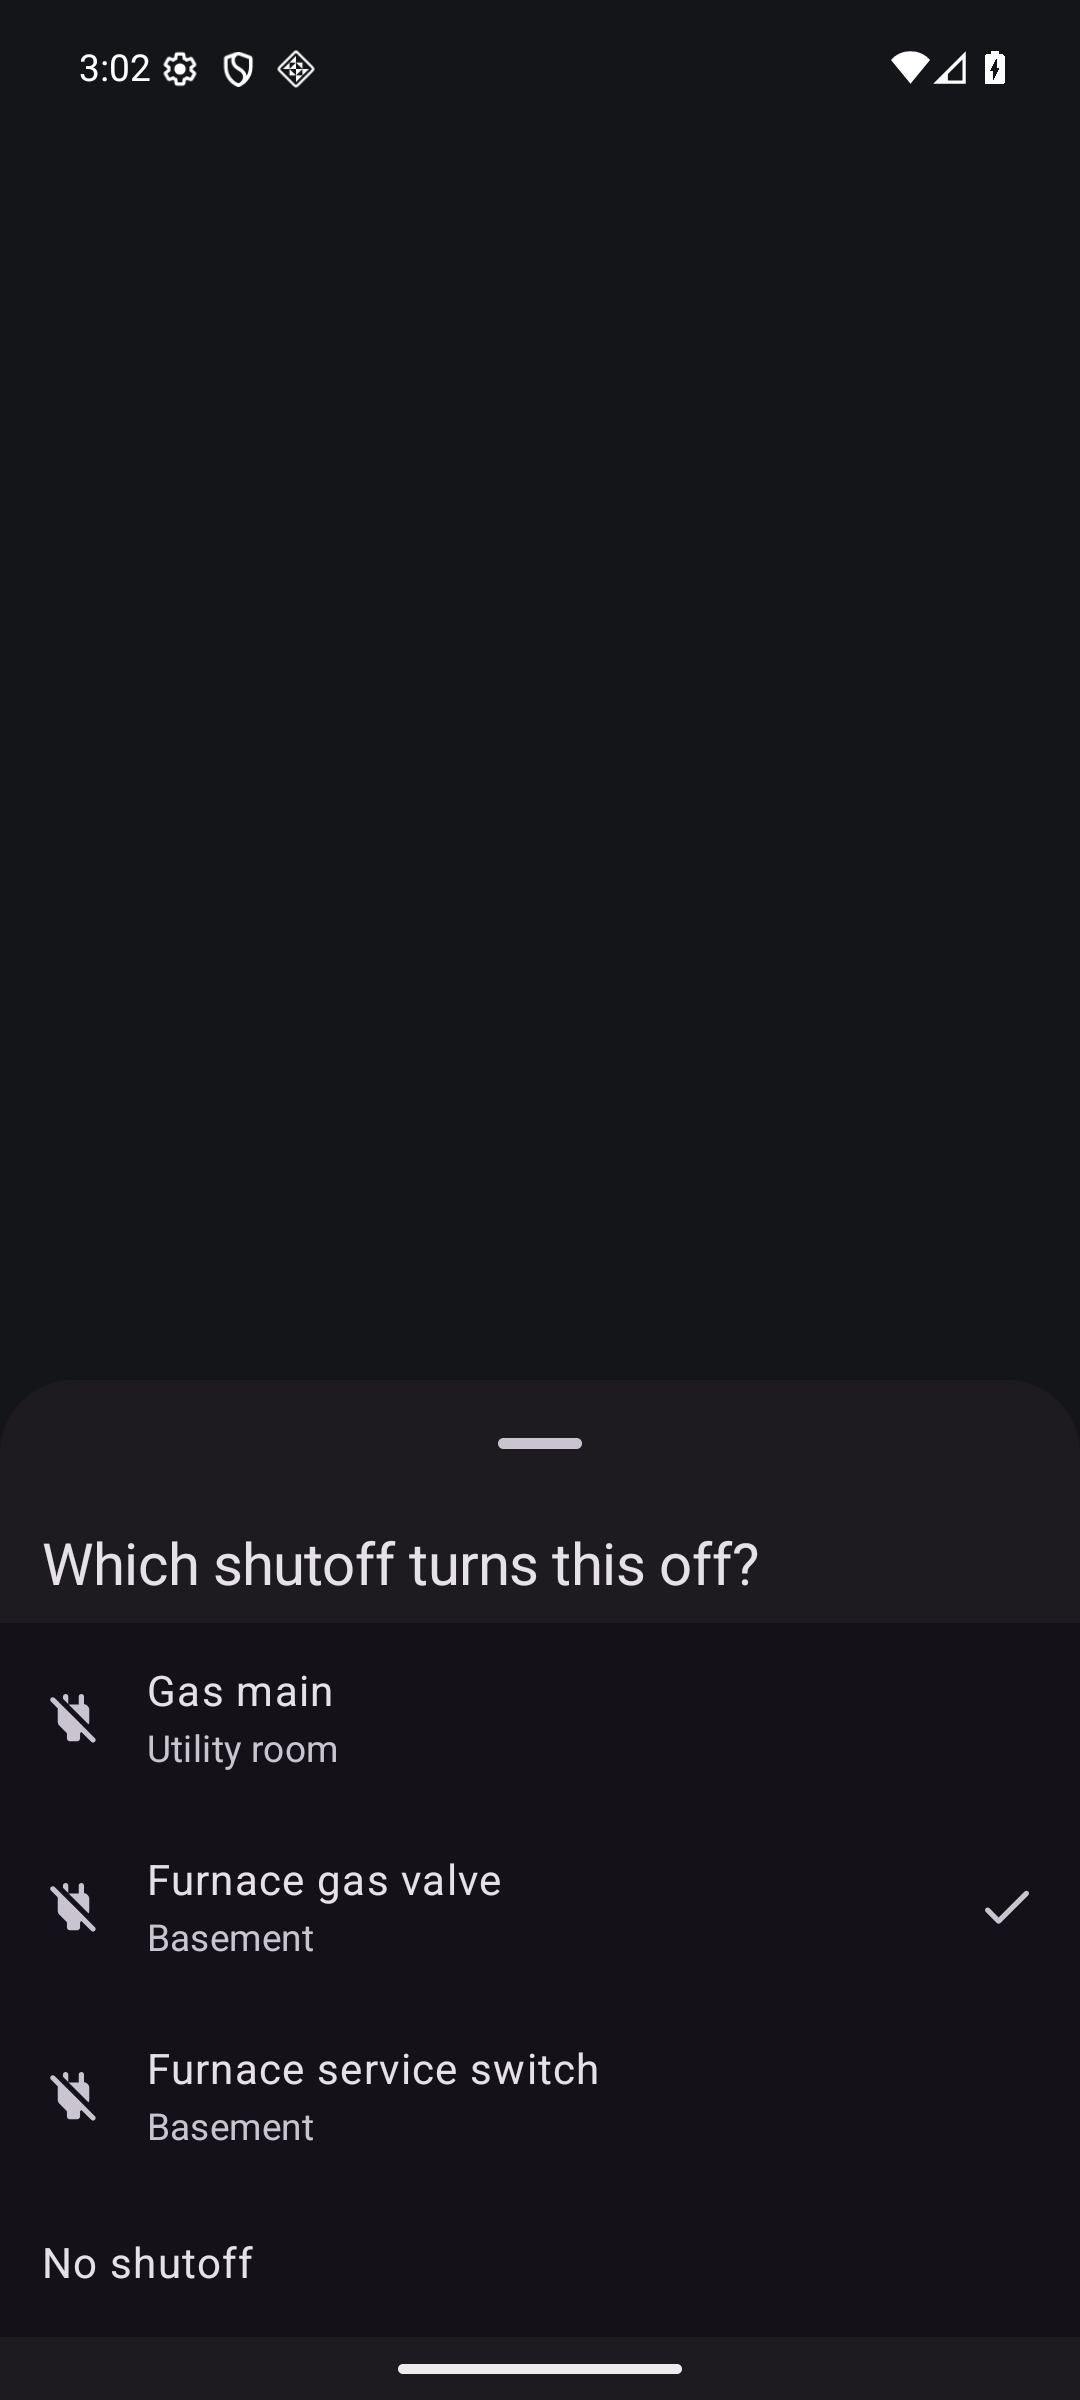 3:02
Which shutoff turns this off?
Gas main
Utility room
Furnace gas valve
Basement
Furnace service switch
Basement
No shutoff